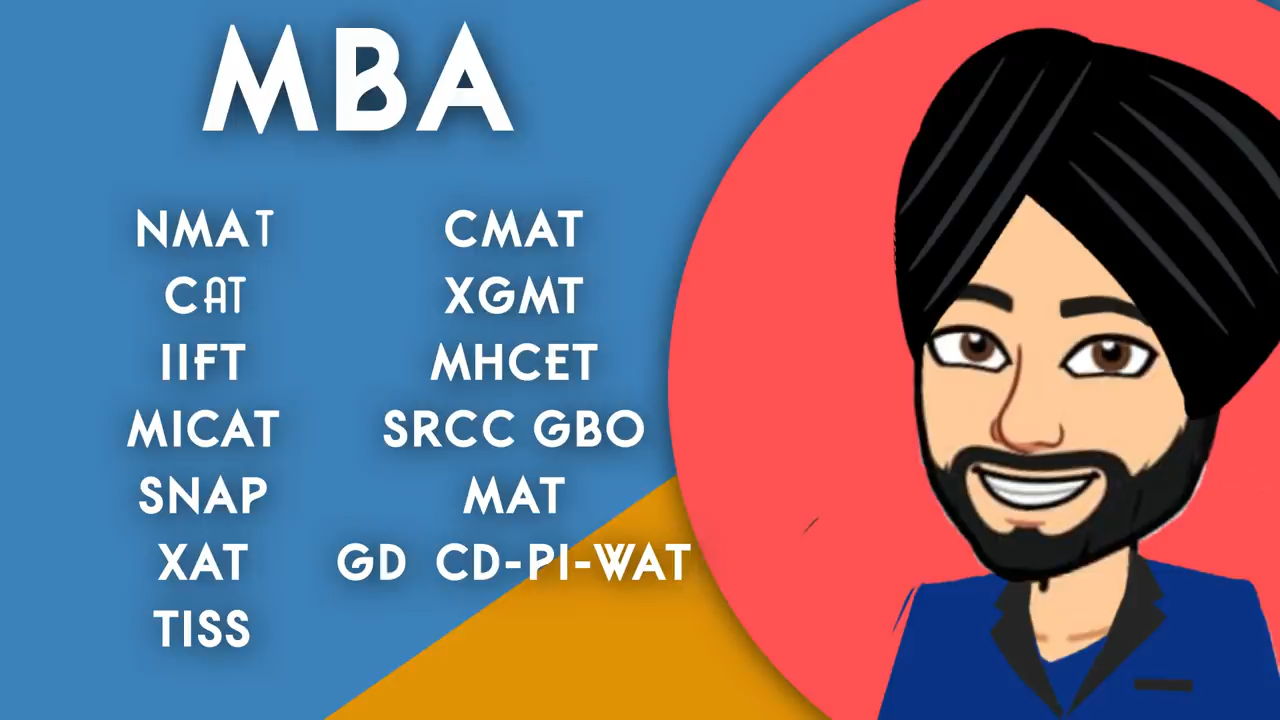 MBA
NMAT
CAT
IIFT
MICAT
SNAP
XAT
TISS
CMAT
XGMT
MHCET
SRCC GBO
MAT
GD CD-PI-WAT